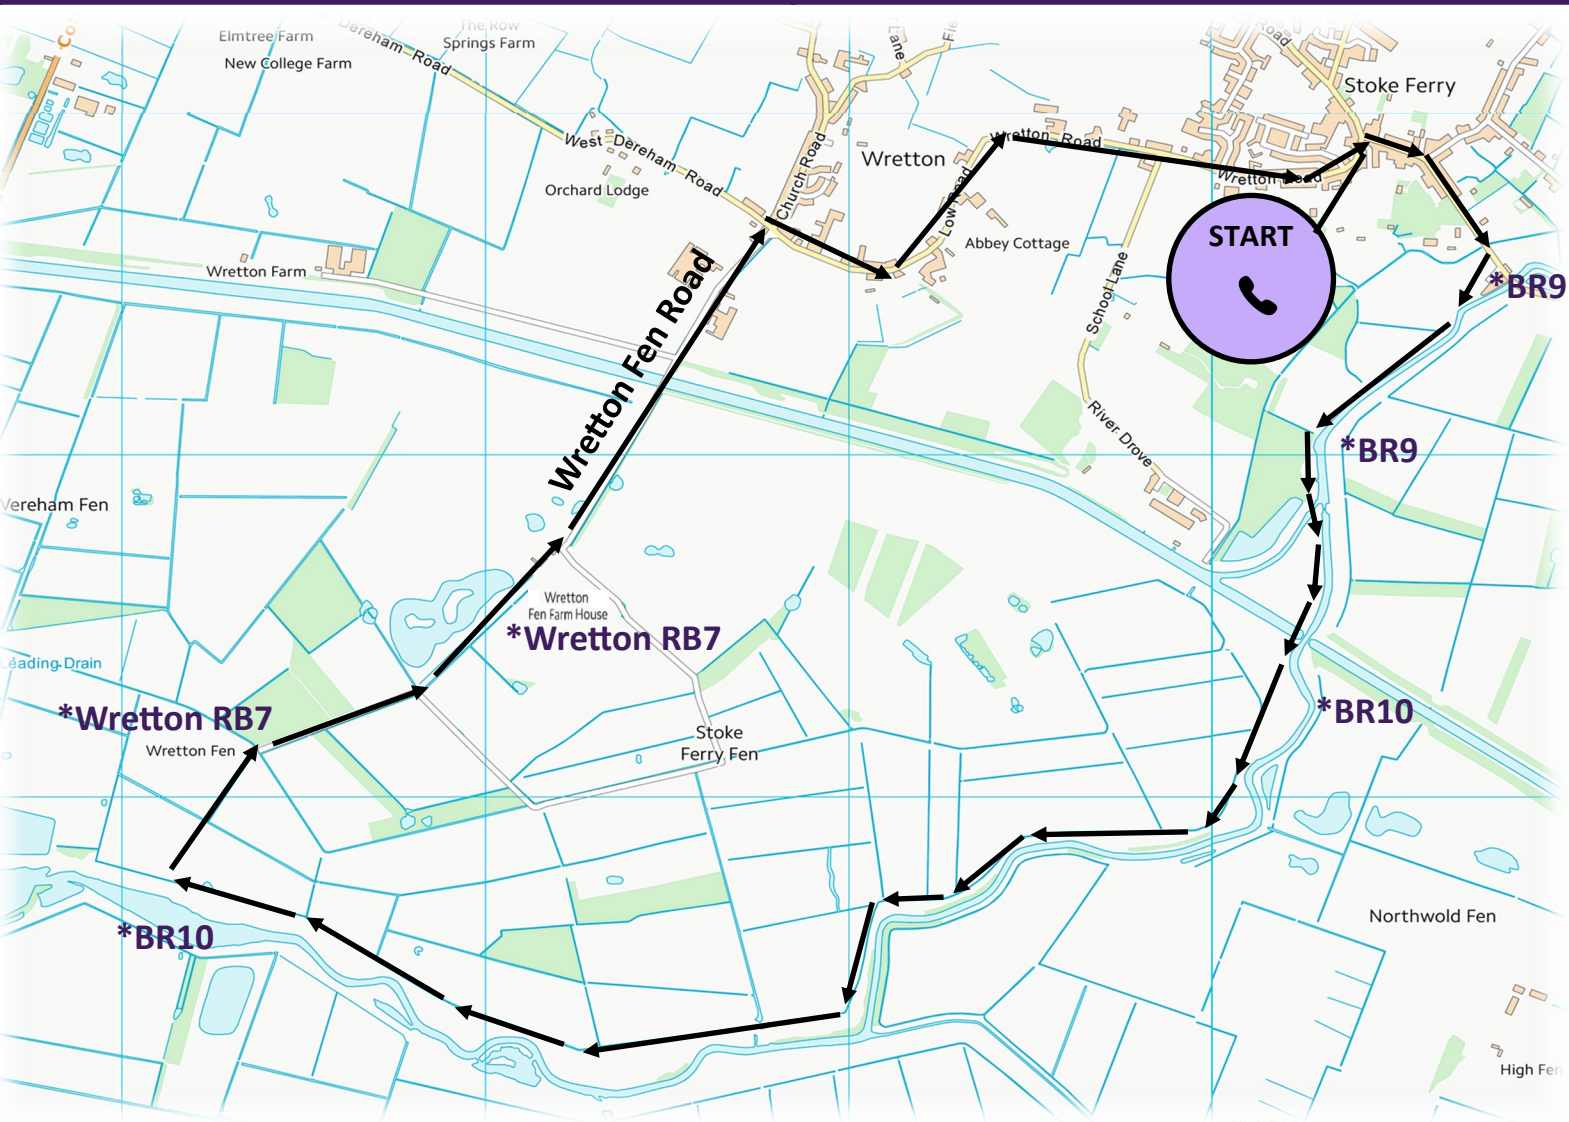 Elmtree Farm
New College Farm
Dereham Road
The Row
Springs Farm
Lane
Road
Stoke Ferry
West Dereham Road
Orchard Lodge
Church Road
Wretton
Wretton Road
Wretton Road
Low Road
Abbey Cottage
START
School Lane
*BR9
Wretton Farm
Wretton Fen Road
River Drove
*BR9
Wereham Fen
Wretton
Fen Farm House
*Wretton RB7
Leading Drain
*Wretton RB7
Wretton Fen
Stoke
Ferry Fen
*BR10
*BR10
Northwold Fen
High Fen